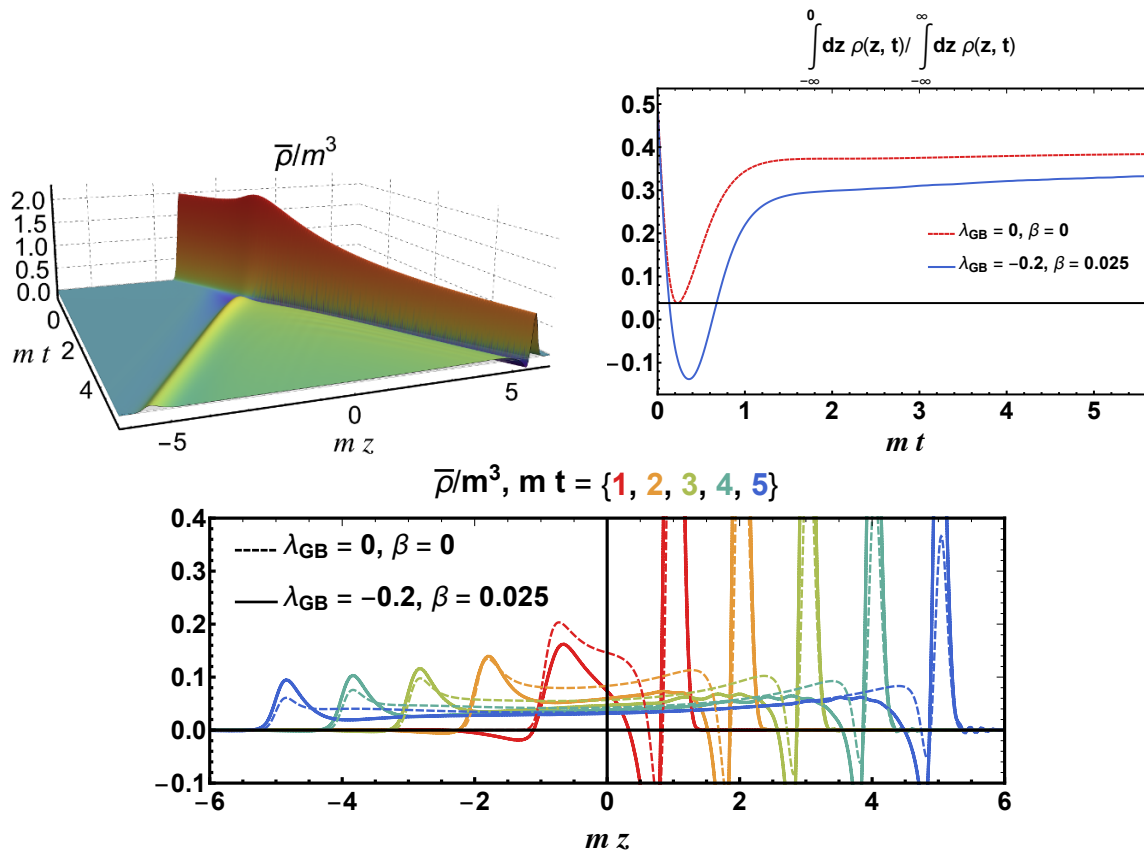 ρ̅/m³
2.0
1.5
1.0
0.5
0.0
0
2
4
m t
−5
0
5
m z
∫₋∞⁰ dz ρ(z, t)/ ∫₋∞^∞ dz ρ(z, t)
0.5
0.4
0.3
0.2
0.1
0.0
−0.1
λGB = 0, β = 0
λGB = −0.2, β = 0.025
0 1 2 3 4 5
m t
ρ̅/m³, m t = {1, 2, 3, 4, 5}
0.4
0.3
0.2
0.1
0.0
−0.1
λGB = 0, β = 0
λGB = −0.2, β = 0.025
−6 −4 −2 0 2 4 6
m z